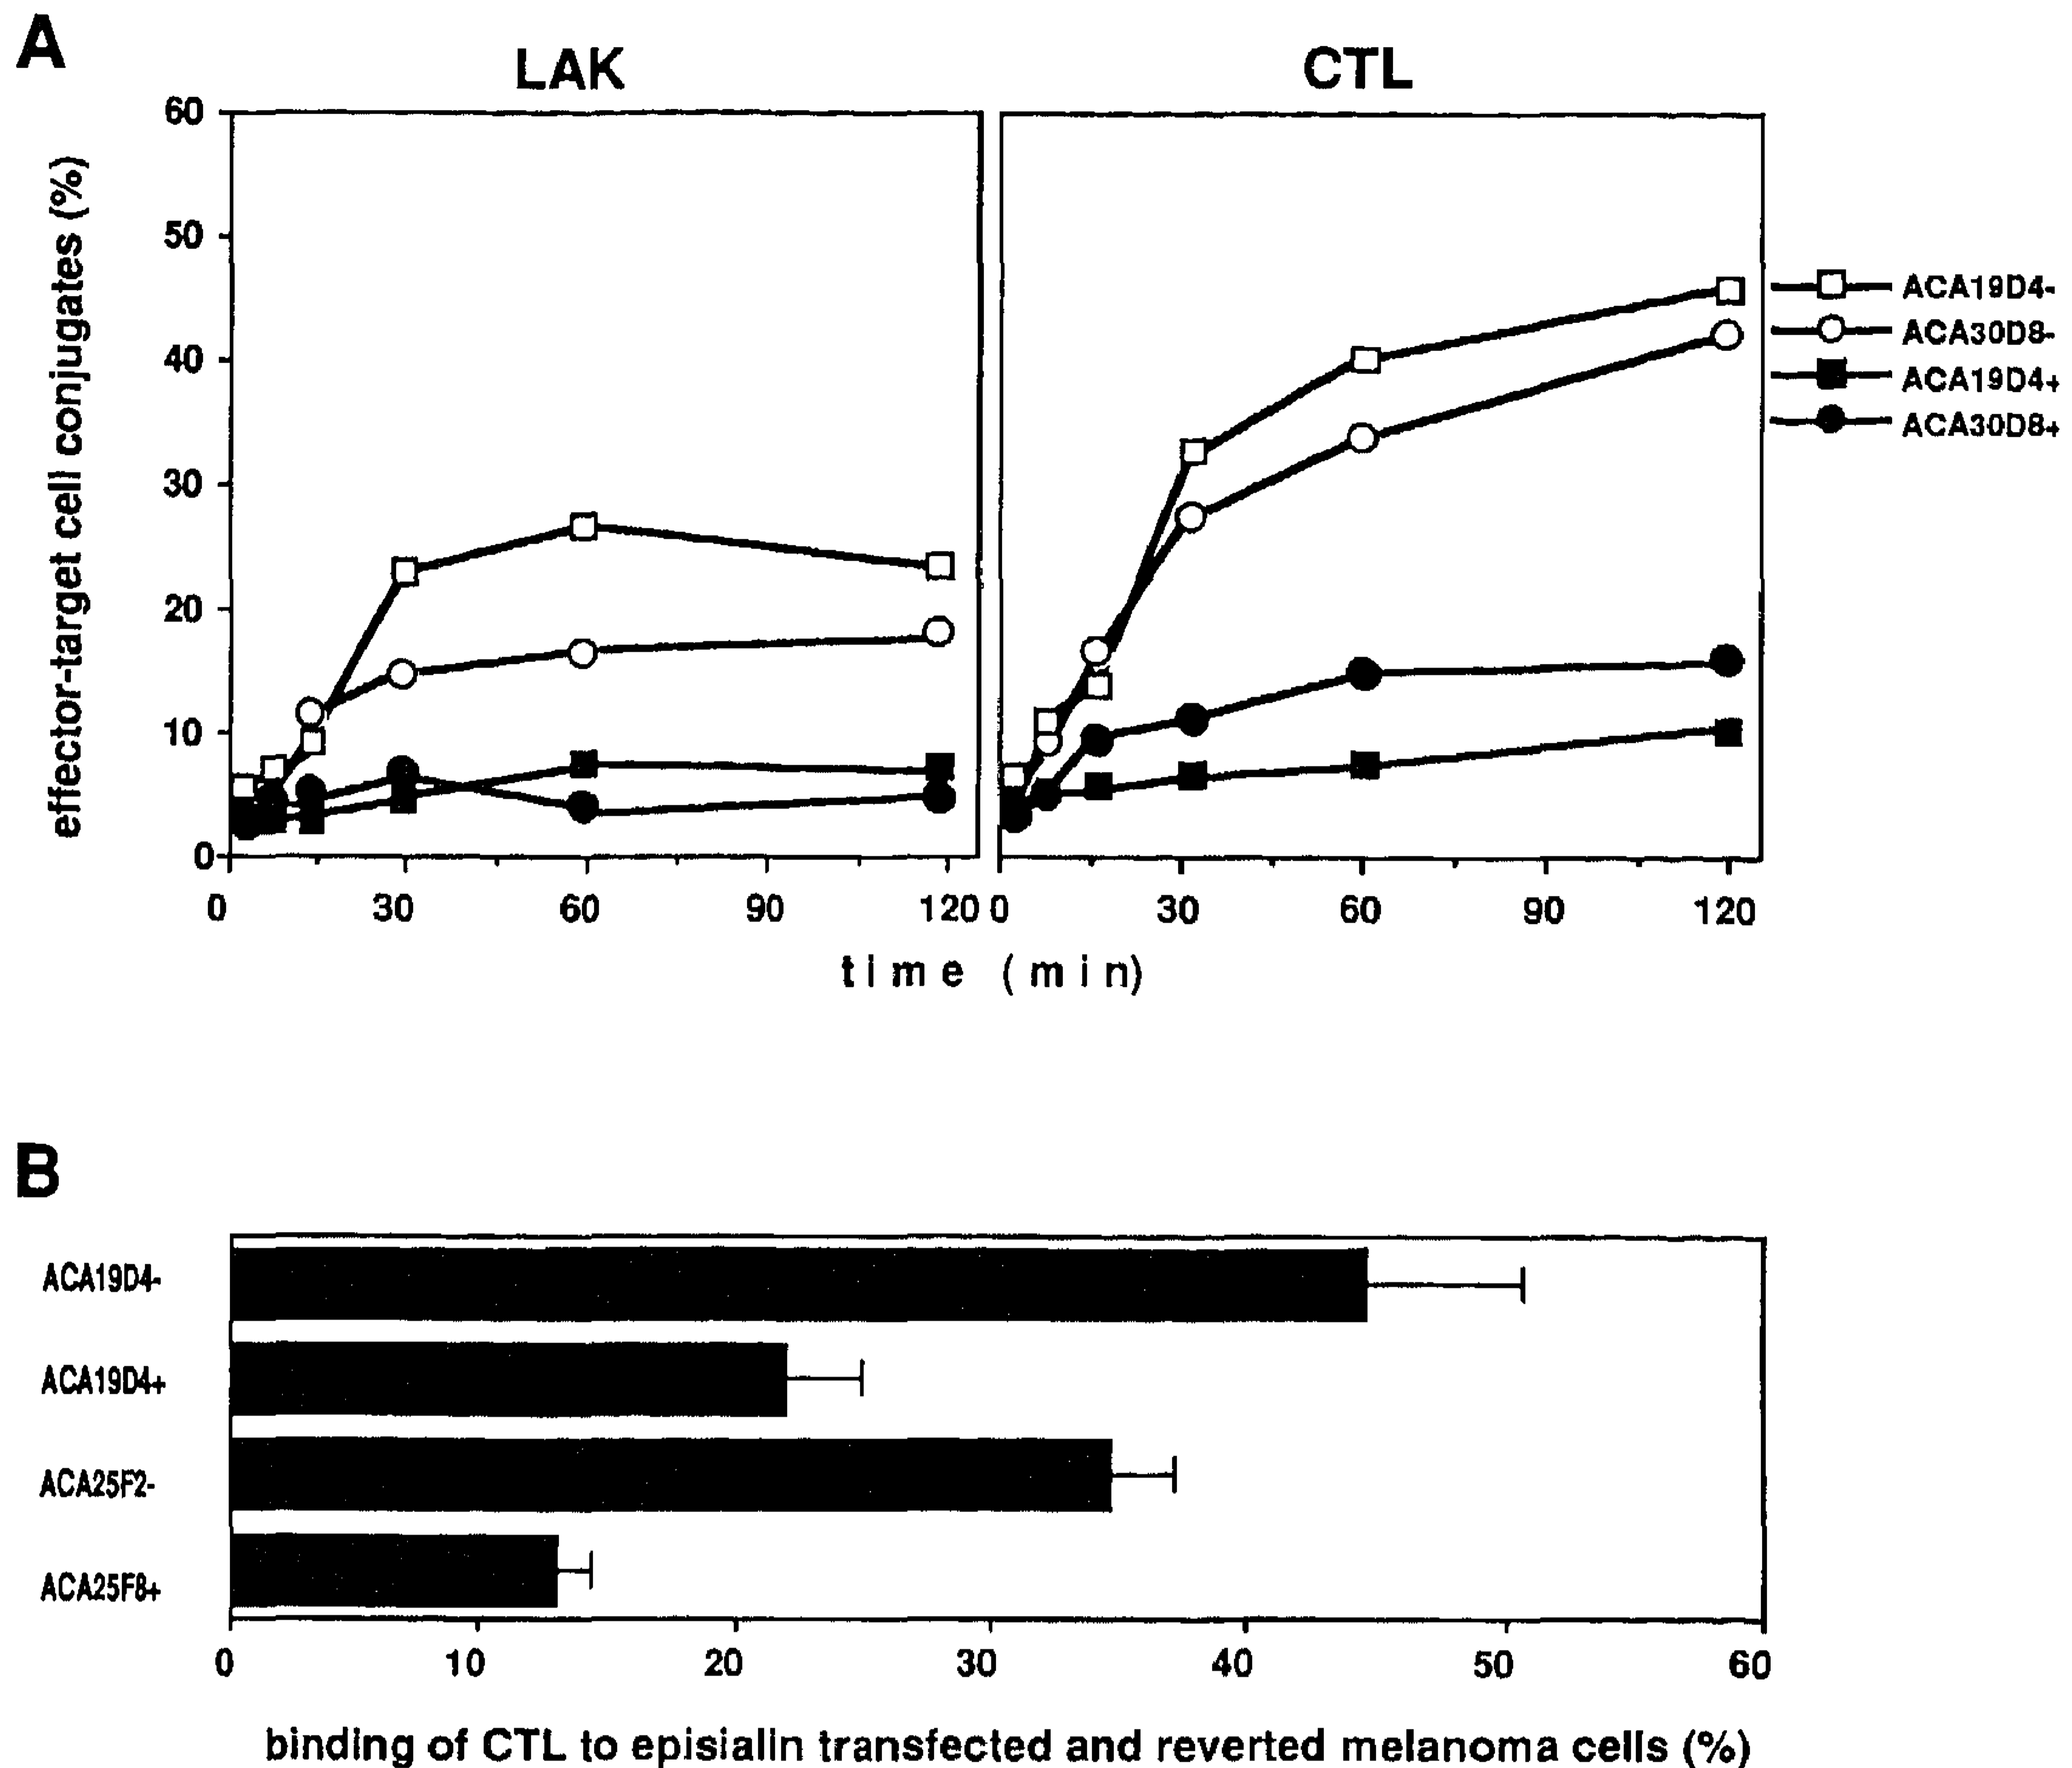 A
LAK
CTL
60
50
40
30
20
10
0
effector-target cell conjugates (%)
0 30 60 90 120
0 30 60 90 120
time (min)
ACA19D4-
ACA30D8-
ACA19D4+
ACA30D8+
B
ACA19D4-
ACA19D4+
ACA25F2-
ACA25F8+
0 10 20 30 40 50 60
binding of CTL to episialin transfected and reverted melanoma cells (%)